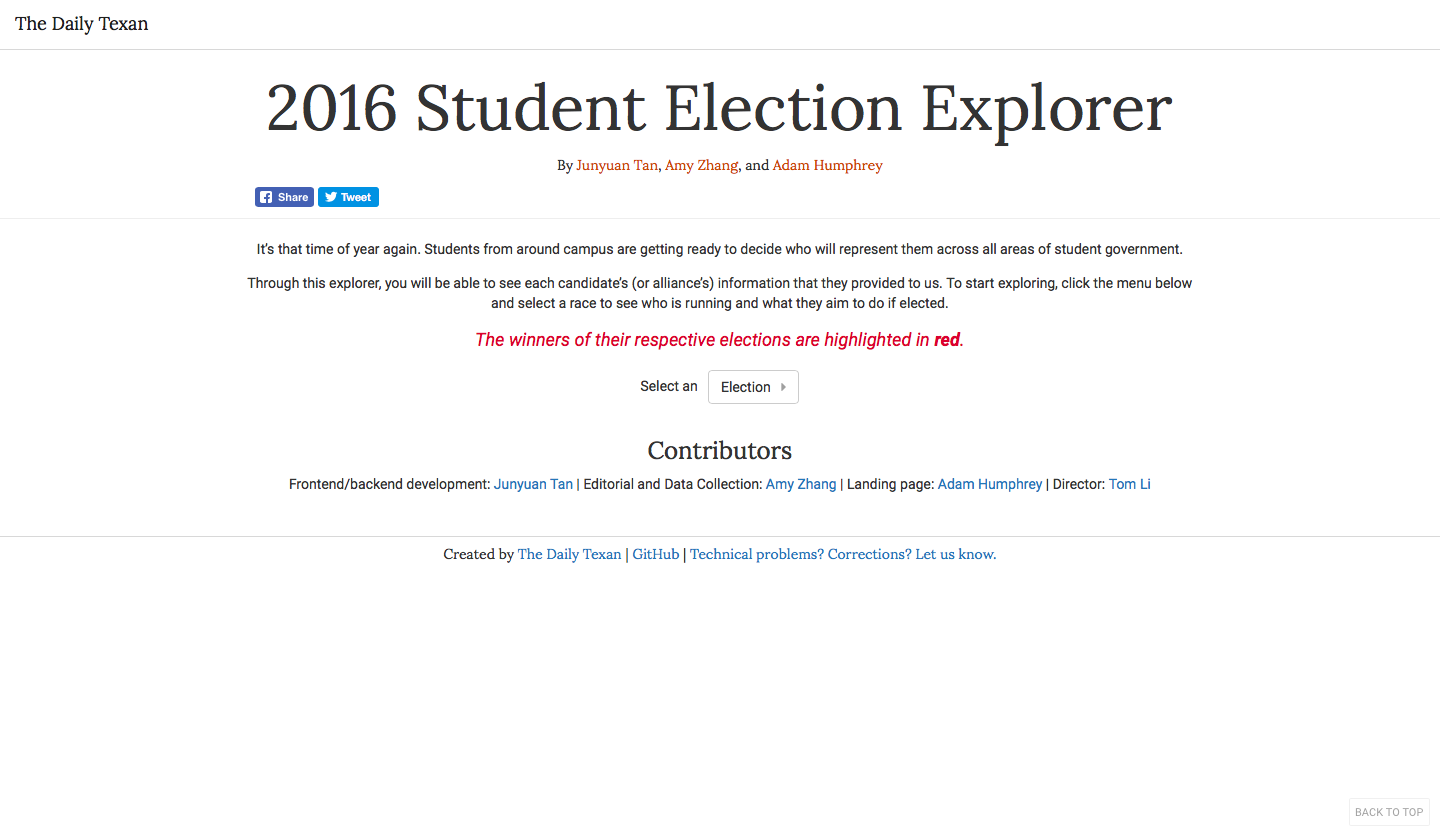 The Daily Texan
2016 Student Election Explorer
By Junyuan Tan, Amy Zhang, and Adam Humphrey
Share Tweet
It’s that time of year again. Students from around campus are getting ready to decide who will represent them across all areas of student government.
Through this explorer, you will be able to see each candidate’s (or alliance’s) information that they provided to us. To start exploring, click the menu below
and select a race to see who is running and what they aim to do if elected.
The winners of their respective elections are highlighted in red.
Select an Election
Contributors
Frontend/backend development: Junyuan Tan | Editorial and Data Collection: Amy Zhang | Landing page: Adam Humphrey | Director: Tom Li
Created by The Daily Texan | GitHub | Technical problems? Corrections? Let us know.
BACK TO TOP